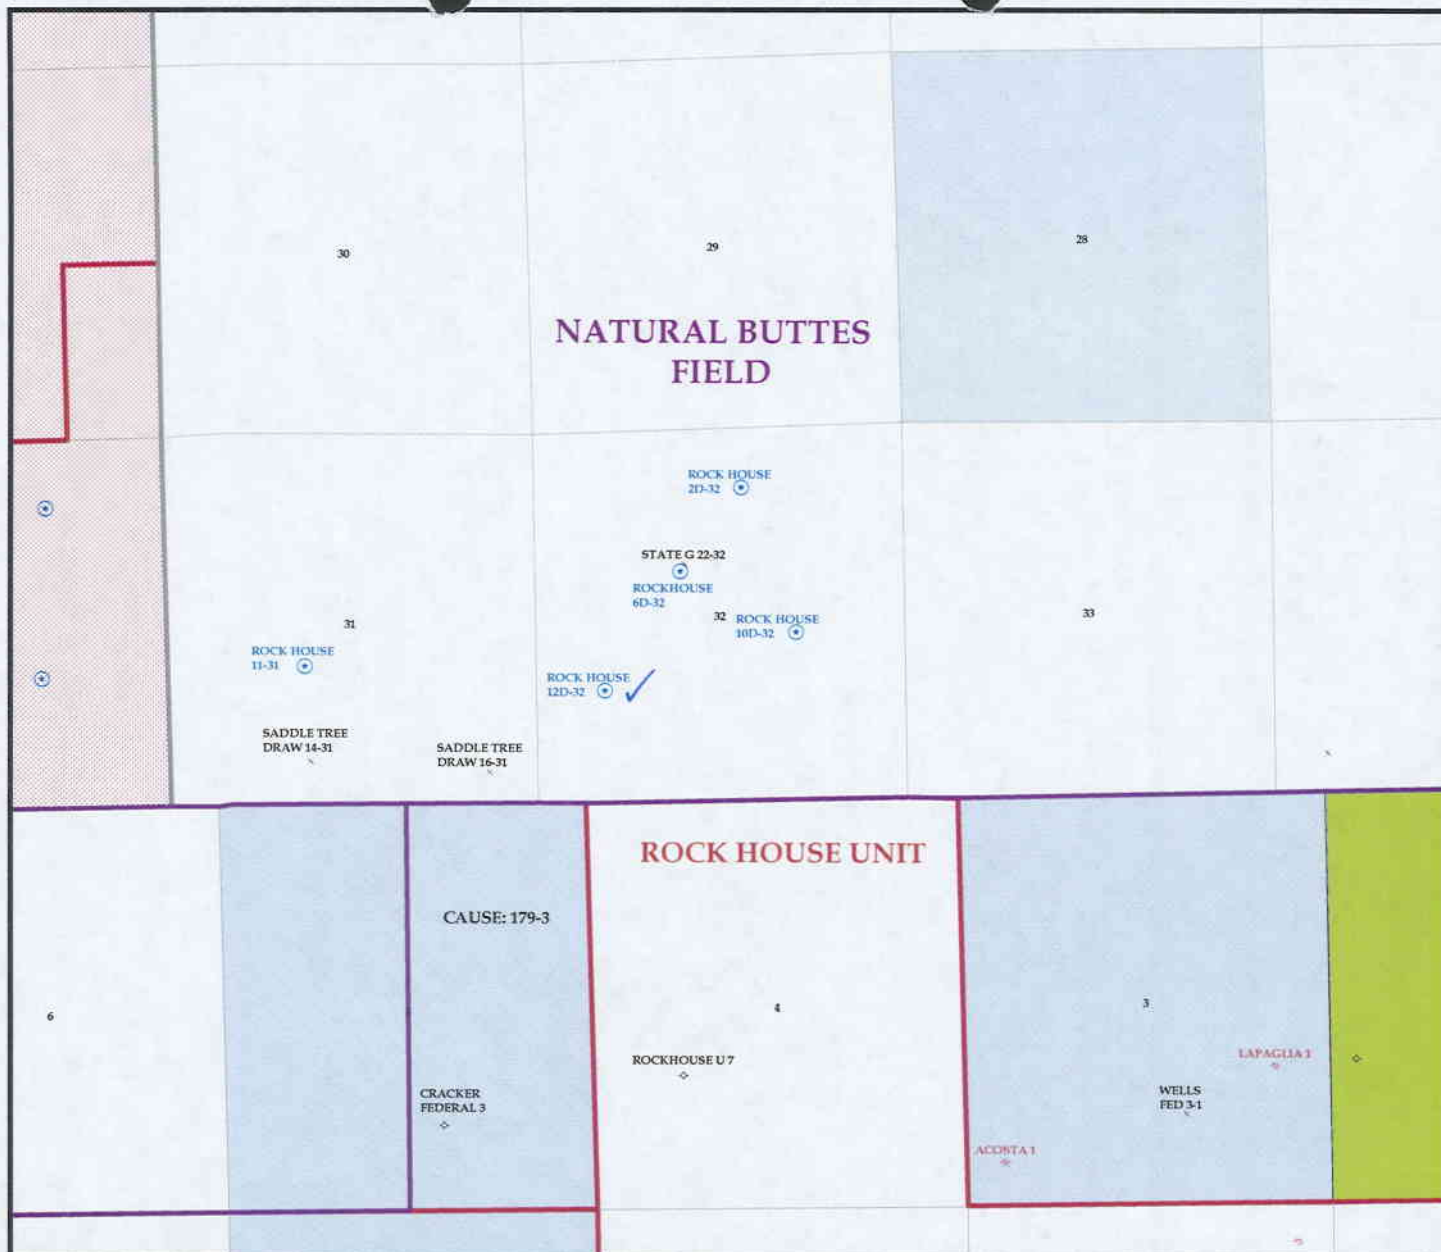 30
29
28
NATURAL BUTTES
FIELD
ROCK HOUSE
2D-32
STATE G 22-32
ROCKHOUSE
6D-32
32
ROCK HOUSE
10D-32
31
33
ROCK HOUSE
11-31
ROCK HOUSE
12D-32
SADDLE TREE
DRAW 14-31
SADDLE TREE
DRAW 16-31
ROCK HOUSE UNIT
CAUSE: 179-3
6
4
3
ROCKHOUSE U 7
LAPAGLIA 1
CRACKER
FEDERAL 3
WELLS
FED 3-1
ACOSTA 1